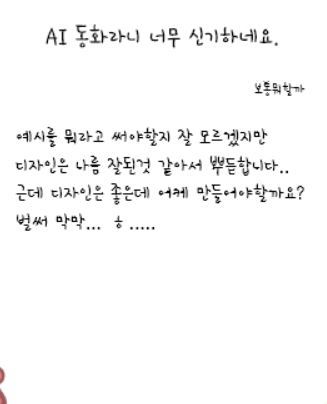 AI 동화라니 너무 신기하네요.
보통뭐할까
예시를 뭐라고 써야할지 잘 모르겠지만
디자인은 나름 잘된것 같아서 뿌듯합니다..
근데 디자인은 좋은데 어케 만들어야할까요?
벌써 막막... ㅎ .....